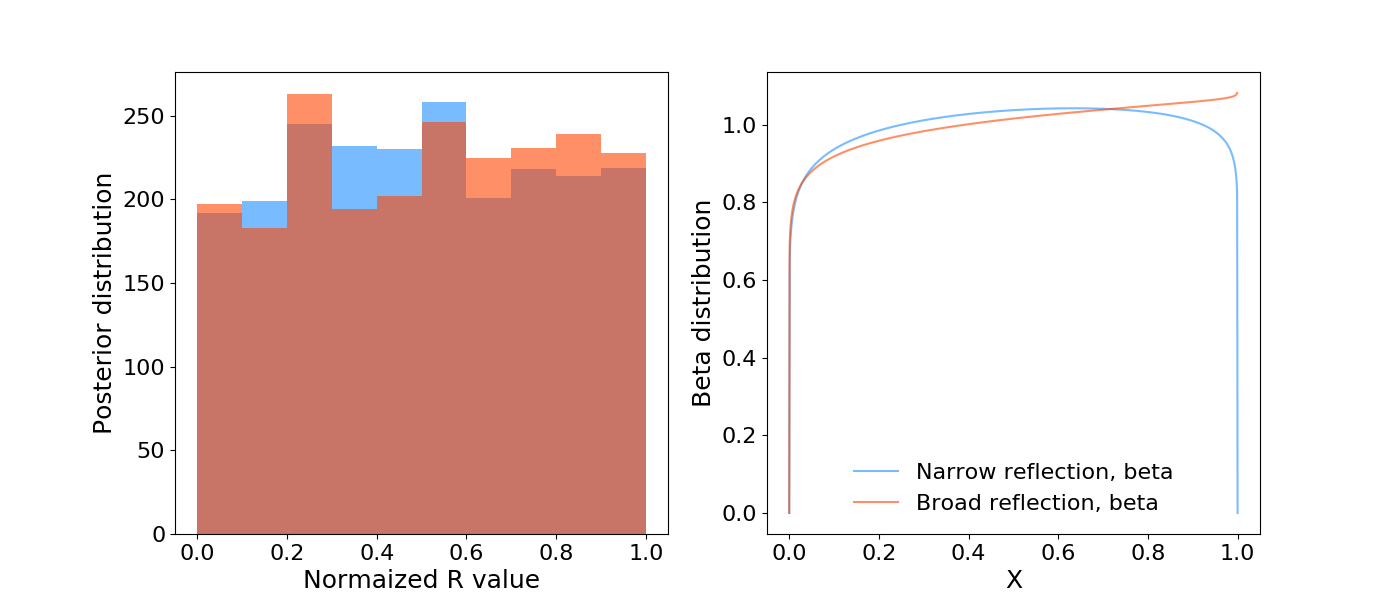 Posterior distribution
250
200
150
100
50
0
0.0 0.2 0.4 0.6 0.8 1.0
Normaized R value
Beta distribution
1.0
0.8
0.6
0.4
0.2
0.0
Narrow reflection, beta
Broad reflection, beta
0.0 0.2 0.4 0.6 0.8 1.0
X